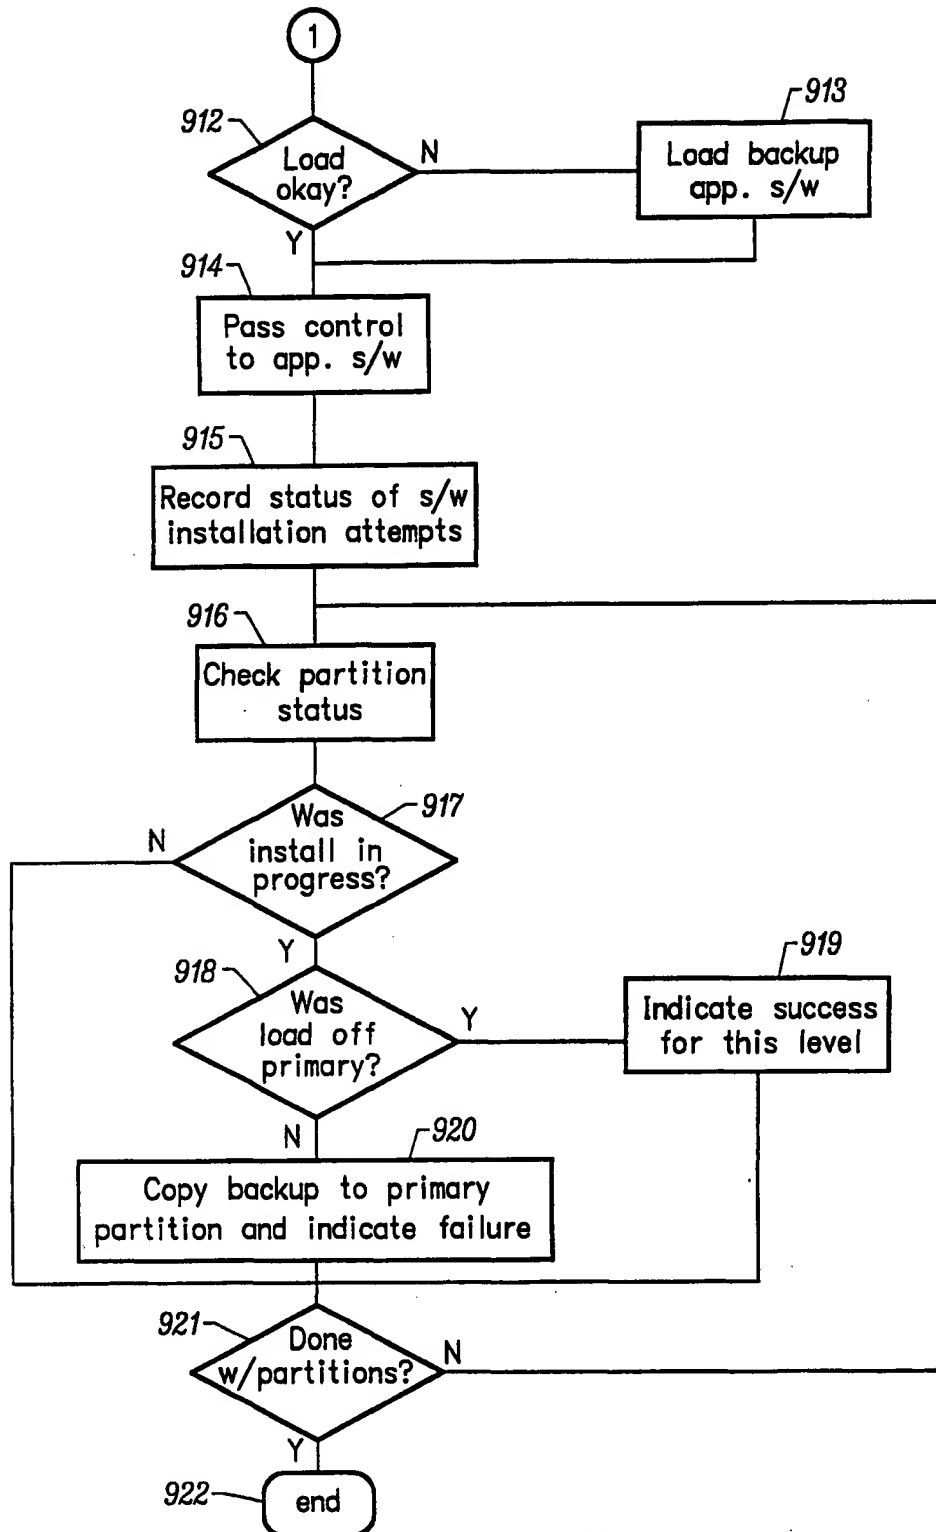 1
912
Load
okay?
N
Y
913
Load backup
app. s/w
914
Pass control
to app. s/w
915
Record status of s/w
installation attempts
916
Check partition
status
917
Was
install in
progress?
N
Y
918
Was
load off
primary?
Y
N
919
Indicate success
for this level
920
Copy backup to primary
partition and indicate failure
921
Done
w/partitions?
N
Y
922
end